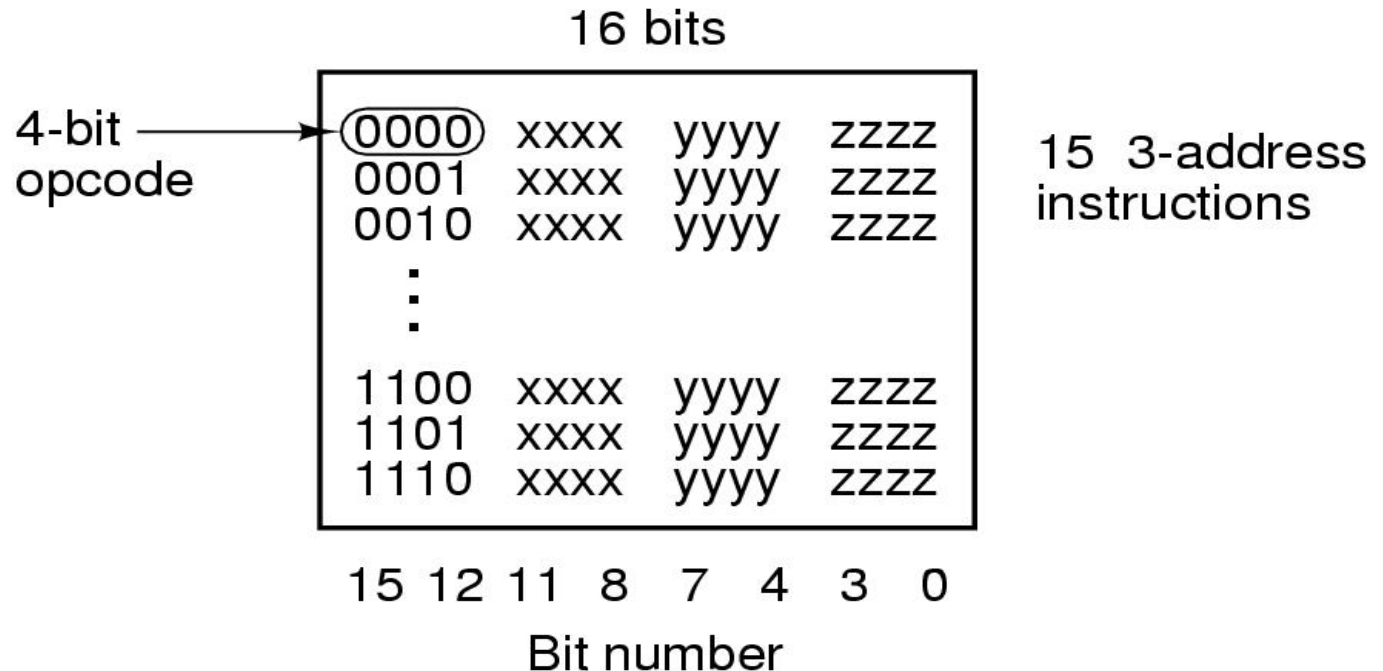 16 bits
4-bit
opcode
0000 xxxx yyyy zzzz
0001 xxxx yyyy zzzz
0010 xxxx yyyy zzzz
1100 xxxx yyyy zzzz
1101 xxxx yyyy zzzz
1110 xxxx yyyy zzzz
15 3-address
instructions
15 12 11 8 7 4 3 0
Bit number